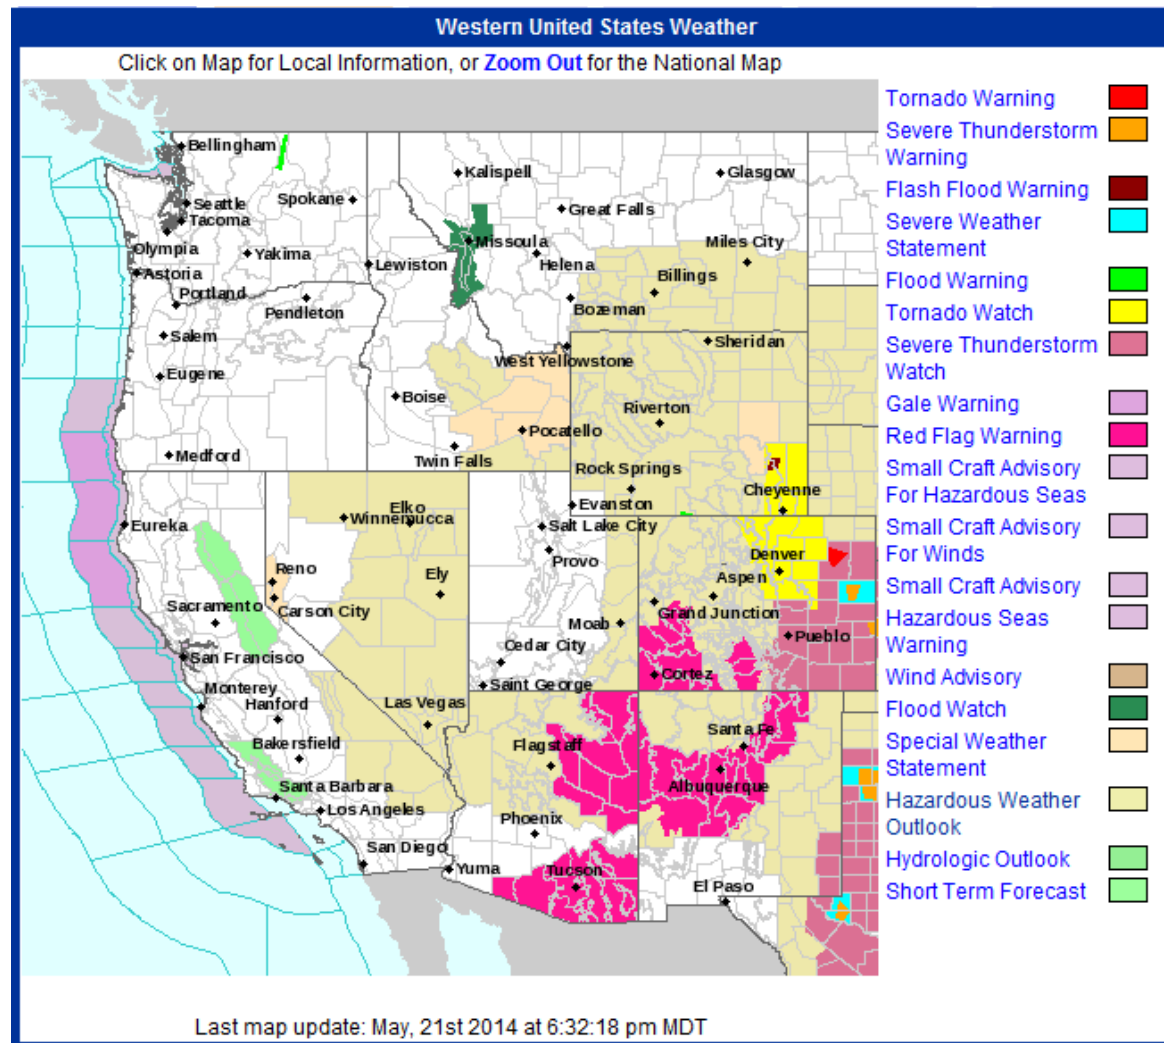 Western United States Weather
Click on Map for Local Information, or Zoom Out for the National Map
Bellingham
Kalispell
Glasgow
Seattle
Spokane
Great Falls
Tacoma
Olympia
Yakima
Missoula
Miles City
Helena
Lewiston
Astoria
Billings
Portland
Pendleton
Bozeman
Salem
Sheridan
West Yellowstone
Eugene
Boise
Riverton
Pocatello
Medford
Twin Falls
Rock Springs
Cheyenne
Evanston
Elko
Winnemucca
Eureka
Salt Lake City
Provo
Denver
Reno
Ely
Aspen
Sacramento
Carson City
Grand Junction
Moab
Pueblo
Cedar City
San Francisco
Cortez
Saint George
Monterey
Hanford
Las Vegas
Santa Fe
Bakersfield
Flagstaff
Albuquerque
Santa Barbara
Los Angeles
Phoenix
San Diego
Yuma
Tucson
El Paso
Tornado Warning
Severe Thunderstorm
Warning
Flash Flood Warning
Severe Weather
Statement
Flood Warning
Tornado Watch
Severe Thunderstorm
Watch
Gale Warning
Red Flag Warning
Small Craft Advisory
For Hazardous Seas
Small Craft Advisory
For Winds
Small Craft Advisory
Hazardous Seas
Warning
Wind Advisory
Flood Watch
Special Weather
Statement
Hazardous Weather
Outlook
Hydrologic Outlook
Short Term Forecast
Last map update: May, 21st 2014 at 6:32:18 pm MDT